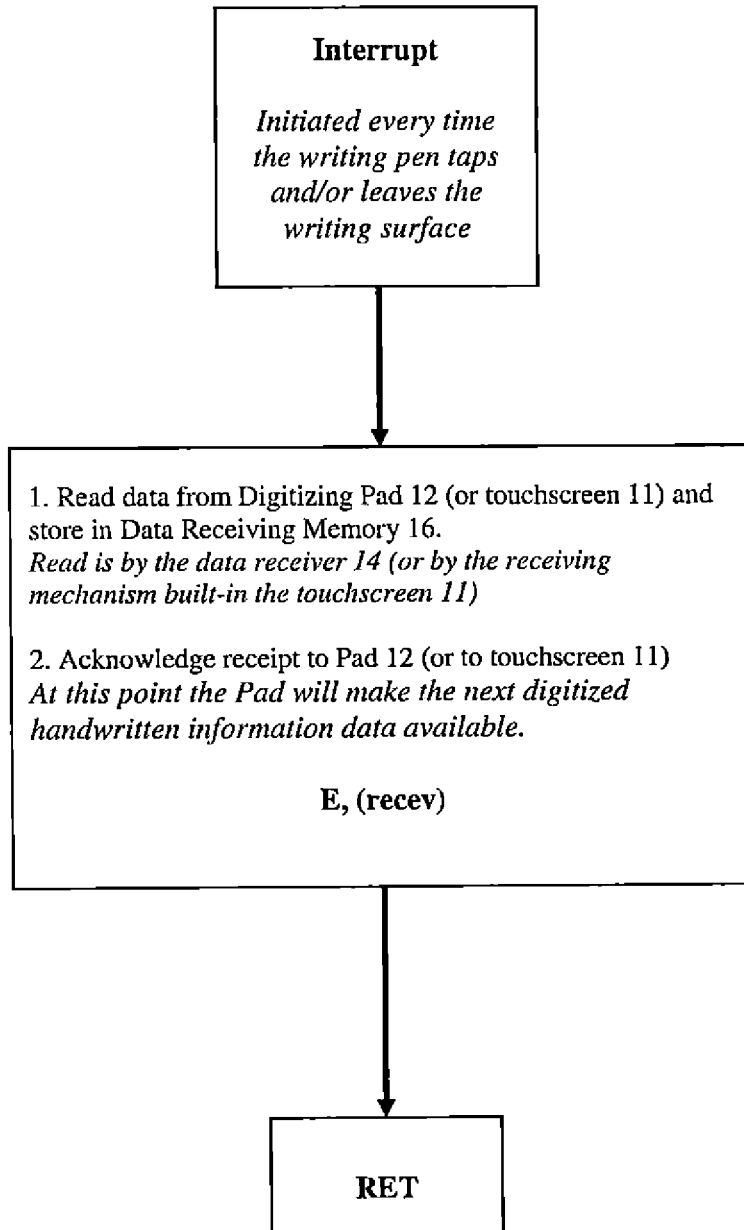 Interrupt
Initiated every time
the writing pen taps
and/or leaves the
writing surface
1. Read data from Digitizing Pad 12 (or touchscreen 11) and
store in Data Receiving Memory 16.
Read is by the data receiver 14 (or by the receiving
mechanism built-in the touchscreen 11)
2. Acknowledge receipt to Pad 12 (or to touchscreen 11)
At this point the Pad will make the next digitized
handwritten information data available.
E, (recev)
RET